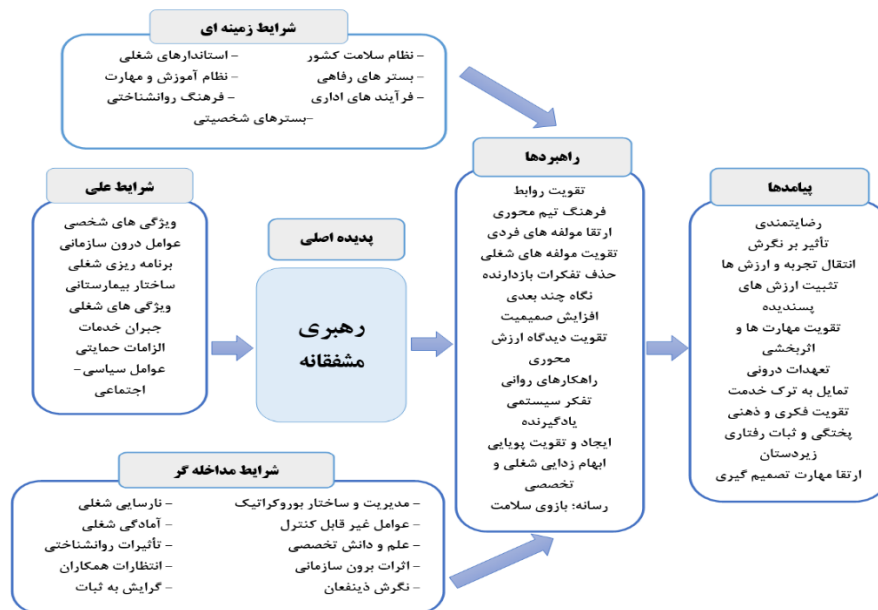 شرایط زمینه ای
– نظام سلامت کشور
– استاندارهای شغلی
– بستر های رفاهی
– نظام آموزش و مهارت
– فرآیند های اداری
– فرهنگ روانشناختی
–بسترهای شخصیتی
شرایط علی
ویژگی های شخصی
عوامل درون سازمانی
برنامه ریزی شغلی
ساختار بیمارستانی
ویژگی های شغلی
جبران خدمات
الزامات حمایتی
عوامل سیاسی –
اجتماعی
پدیده اصلی
رهبری
مشفقانه
راهبردها
تقویت روابط
فرهنگ تیم محوری
ارتقا مولفه های فردی
تقویت مولفه های شغلی
حذف تفکرات بازدارنده
نگاه چند بعدی
افزایش صمیمیت
تقویت دیدگاه ارزش
محوری
راهکارهای روانی
تفکر سیستمی
یادگیرنده
ایجاد و تقویت پویایی
ابهام زدایی شغلی و
تخصصی
رسانه؛ بازوی سلامت
پیامدها
رضایتمندی
تأثیر بر نگرش
انتقال تجربه و ارزش ها
تثبیت ارزش های
پسندیده
تقویت مهارت ها و
اثربخشی
تعهدات درونی
تمایل به ترک خدمت
تقویت فکری و ذهنی
پختگی و ثبات رفتاری
زیردستان
ارتقا مهارت تصمیم گیری
شرایط مداخله گر
– مدیریت و ساختار بوروکراتیک
– نارسایی شغلی
– عوامل غیر قابل کنترل
– آمادگی شغلی
– علم و دانش تخصصی
– تأثیرات روانشناختی
– اثرات برون سازمانی
– انتظارات همکاران
– نگرش ذینفعان
– گرایش به ثبات